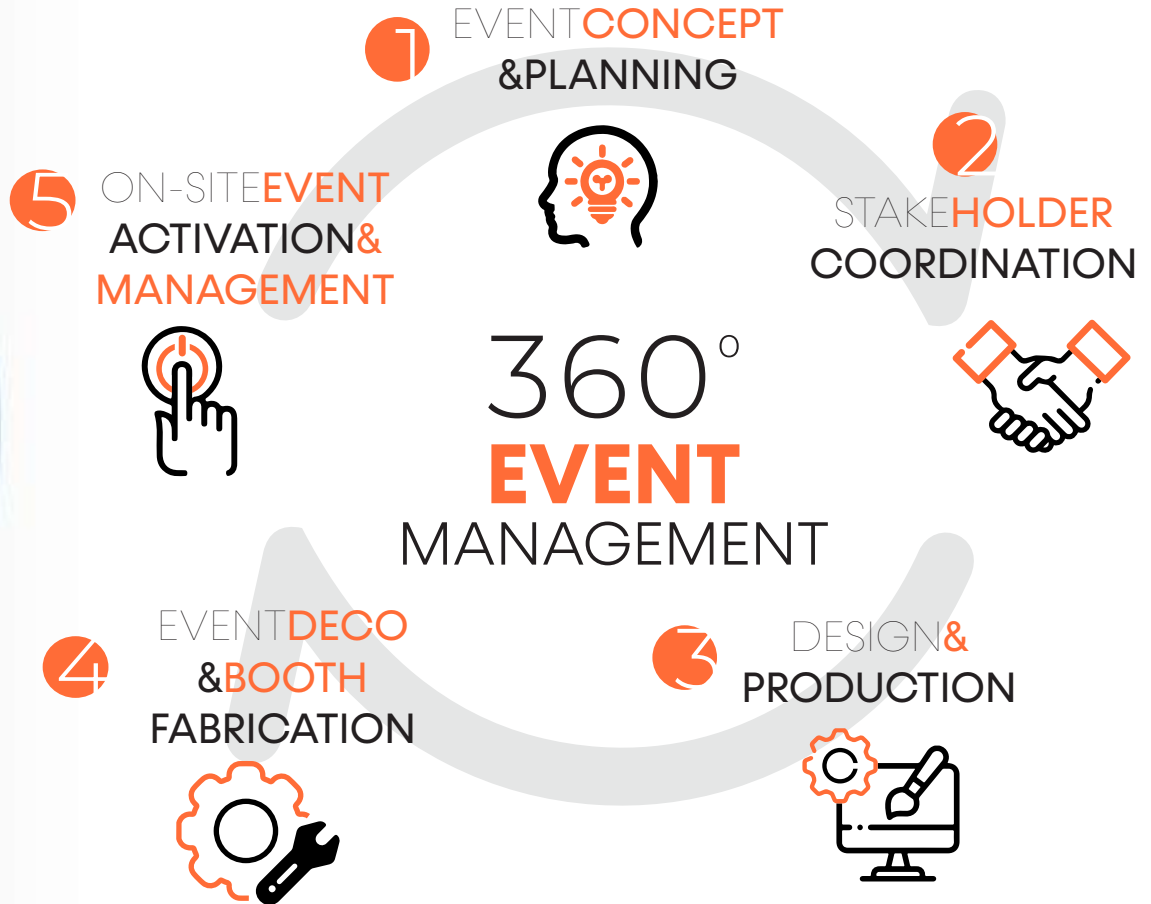 1
EVENTCONCEPT
&PLANNING
2
STAKEHOLDER
COORDINATION
5
ON-SITEEVENT
ACTIVATION&
MANAGEMENT
360°
EVENT
MANAGEMENT
3
DESIGN&
PRODUCTION
4
EVENTDECO
&BOOTH
FABRICATION